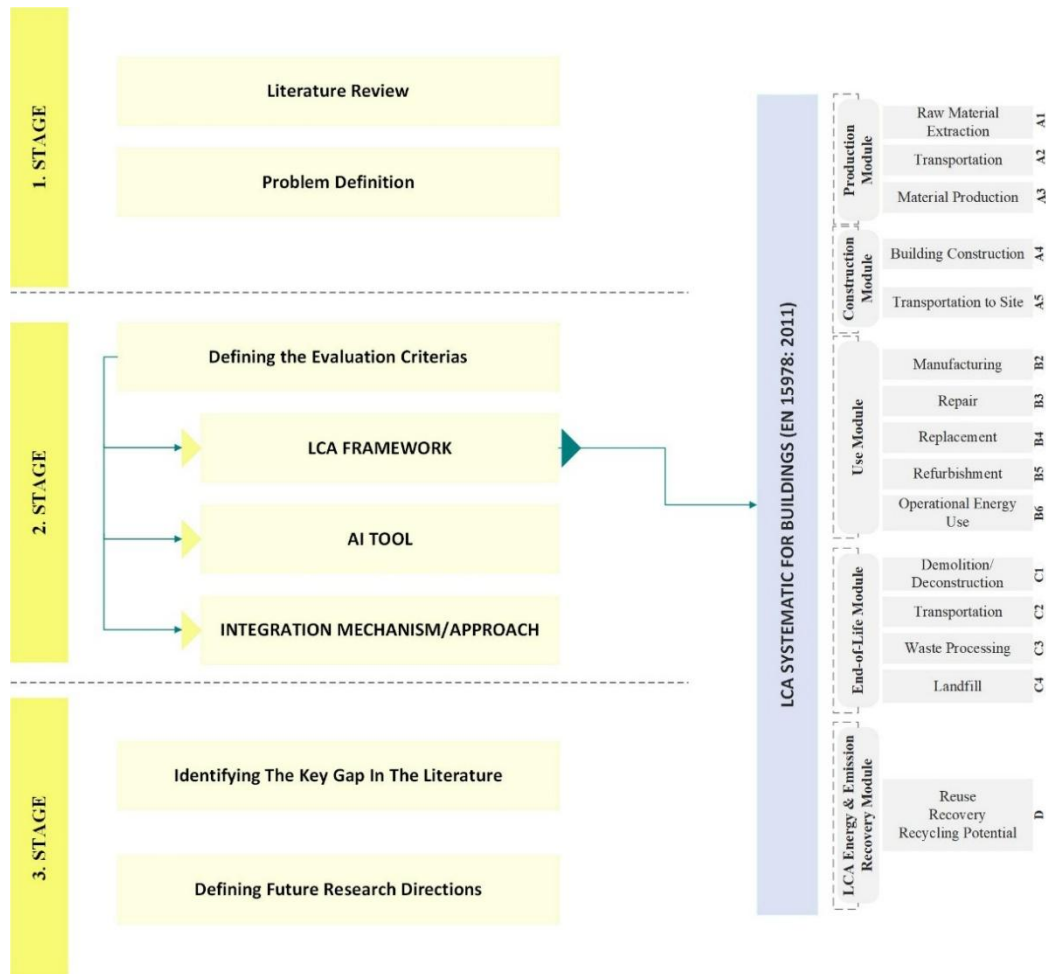 1. STAGE
Literature Review
Problem Definition
2. STAGE
Defining the Evaluation Criterias
LCA FRAMEWORK
AI TOOL
INTEGRATION MECHANISM/APPROACH
3. STAGE
Identifying The Key Gap In The Literature
Defining Future Research Directions
LCA SYSTEMATIC FOR BUILDINGS (EN 15978: 2011)
Production
Module
Raw Material
Extraction
A1
Transportation
A2
Material Production
A3
Construction
Module
Building Construction
A4
Transportation to Site
A5
Use Module
Manufacturing
B2
Repair
B3
Replacement
B4
Refurbishment
B5
Operational Energy
Use
B6
End-of-Life Module
Demolition/
Deconstruction
C1
Transportation
C2
Waste Processing
C3
Landfill
C4
LCA Energy & Emission
Recovery Module
Reuse
Recovery
Recycling Potential
D